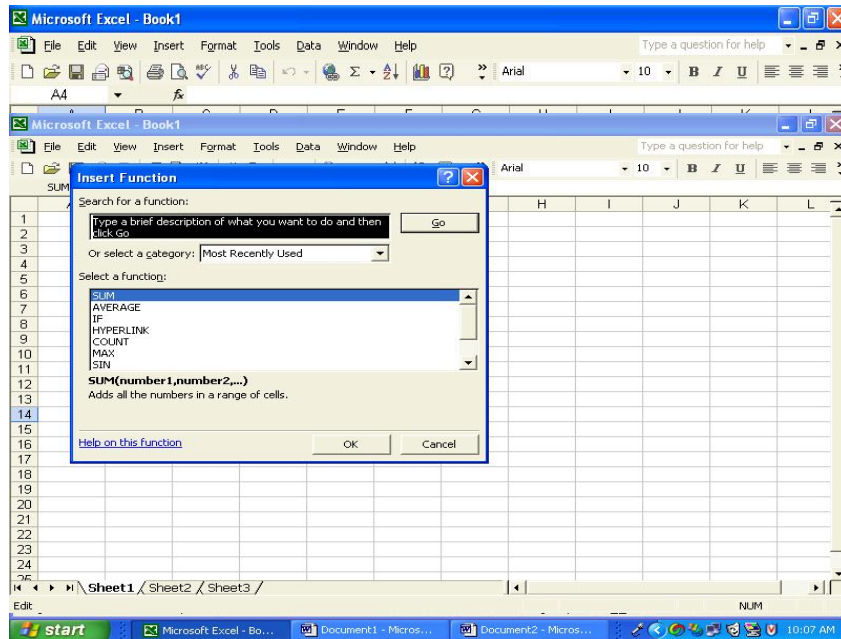 Microsoft Excel - Book1
File Edit View Insert Format Tools Data Window Help Type a question for help
Arial 10 B I U
A4 fx
Microsoft Excel - Book1
File Edit View Insert Format Tools Data Window Help Type a question for help
Arial 10 B I U
SUM
Insert Function
Search for a function:
Type a brief description of what you want to do and then
click Go
Go
Or select a category: Most Recently Used
Select a function:
SUM
AVERAGE
IF
HYPERLINK
COUNT
MAX
SIN
SUM(number1,number2,...)
Adds all the numbers in a range of cells.
Help on this function OK Cancel
H I J K L
1
2
3
4
5
6
7
8
9
10
11
12
13
14
15
16
17
18
19
20
21
22
23
24
25
Sheet1 Sheet2 Sheet3
Edit NUM
start Microsoft Excel - Bo... Document1 - Micros... Document2 - Micros... 10:07 AM